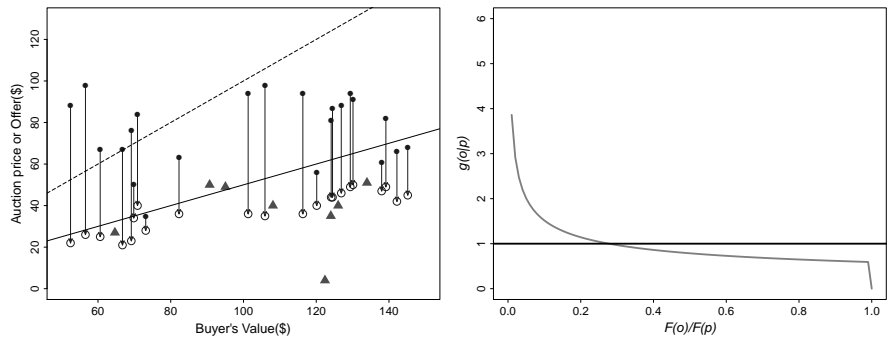 Auction price or Offer($)
0 20 40 60 80 100 120
60 80 100 120 140
Buyer's Value($)
g(o|p)
0 1 2 3 4 5 6
0.0 0.2 0.4 0.6 0.8 1.0
F(o)/F(p)